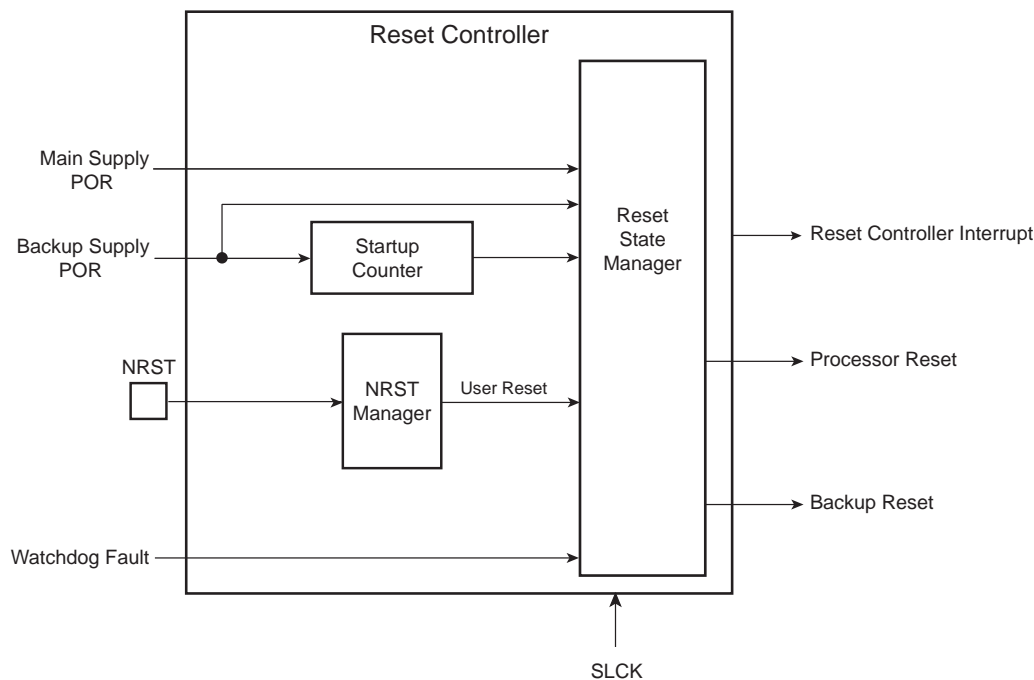 Reset Controller
Main Supply
POR
Backup Supply
POR
Startup
Counter
Reset
State
Manager
Reset Controller Interrupt
NRST
NRST
Manager
User Reset
Processor Reset
Backup Reset
Watchdog Fault
SLCK